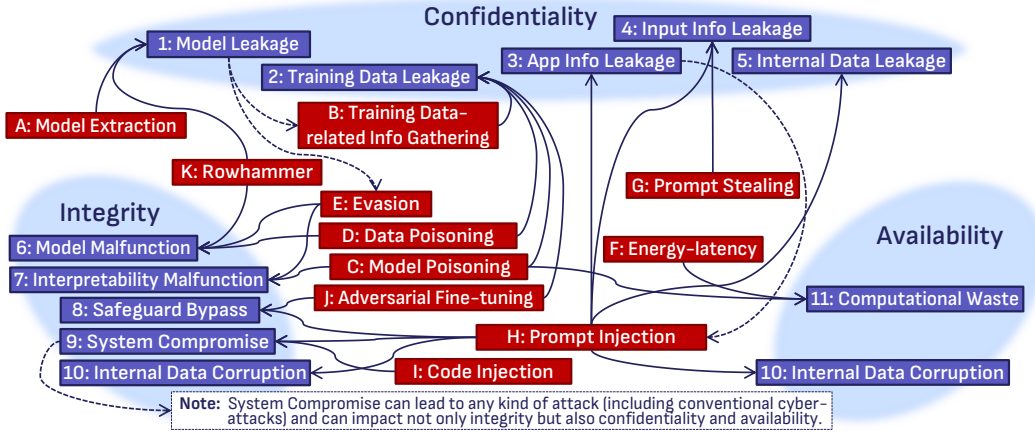 Confidentiality
4: Input Info Leakage
1: Model Leakage
3: App Info Leakage
5: Internal Data Leakage
2: Training Data Leakage
B: Training Data-
related Info Gathering
A: Model Extraction
K: Rowhammer
G: Prompt Stealing
E: Evasion
Integrity
D: Data Poisoning
Availability
6: Model Malfunction
F: Energy-latency
C: Model Poisoning
7: Interpretability Malfunction
J: Adversarial Fine-tuning
11: Computational Waste
8: Safeguard Bypass
H: Prompt Injection
9: System Compromise
I: Code Injection
10: Internal Data Corruption
10: Internal Data Corruption
Note: System Compromise can lead to any kind of attack (including conventional cyber-
attacks) and can impact not only integrity but also confidentiality and availability.